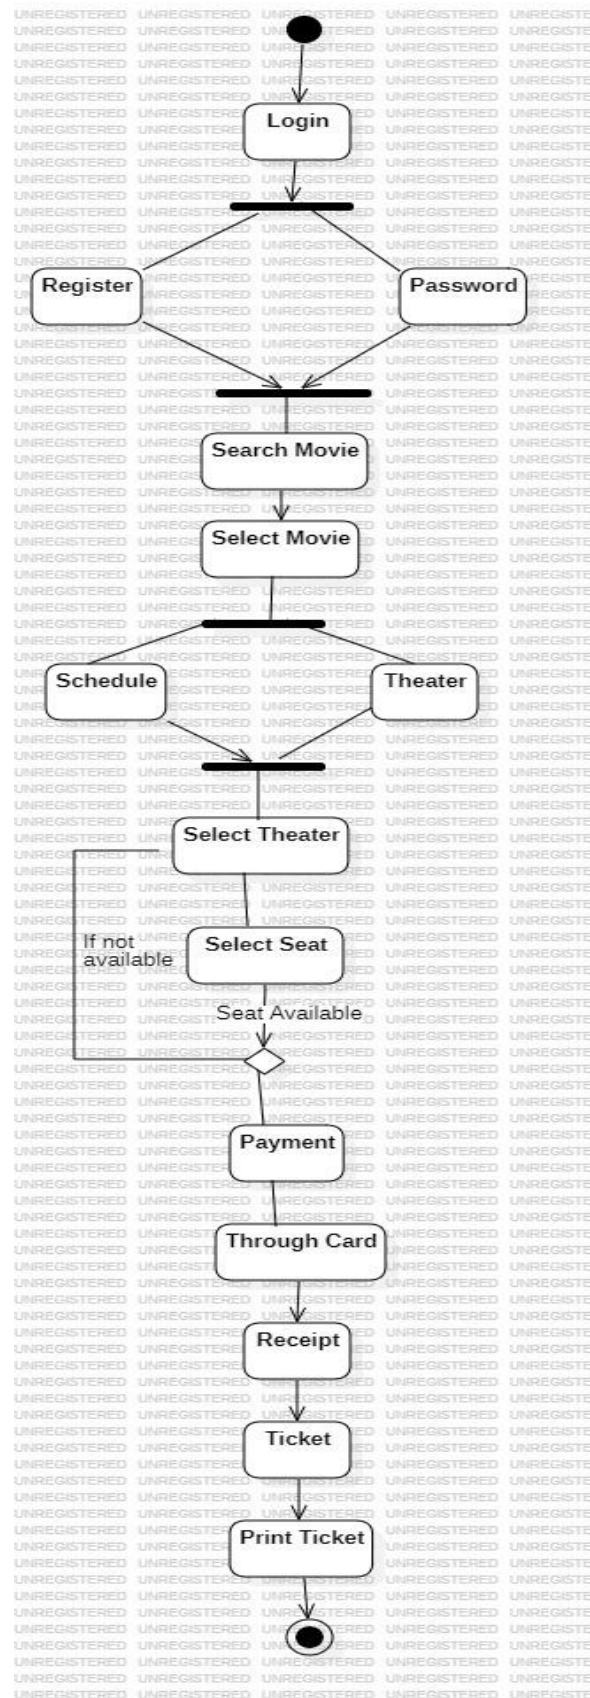 Login
Register
Password
Search Movie
Select Movie
Schedule
Theater
Select Theater
If not
available
Select Seat
Seat Available
Payment
Through Card
Receipt
Ticket
Print Ticket
UNREGISTERED